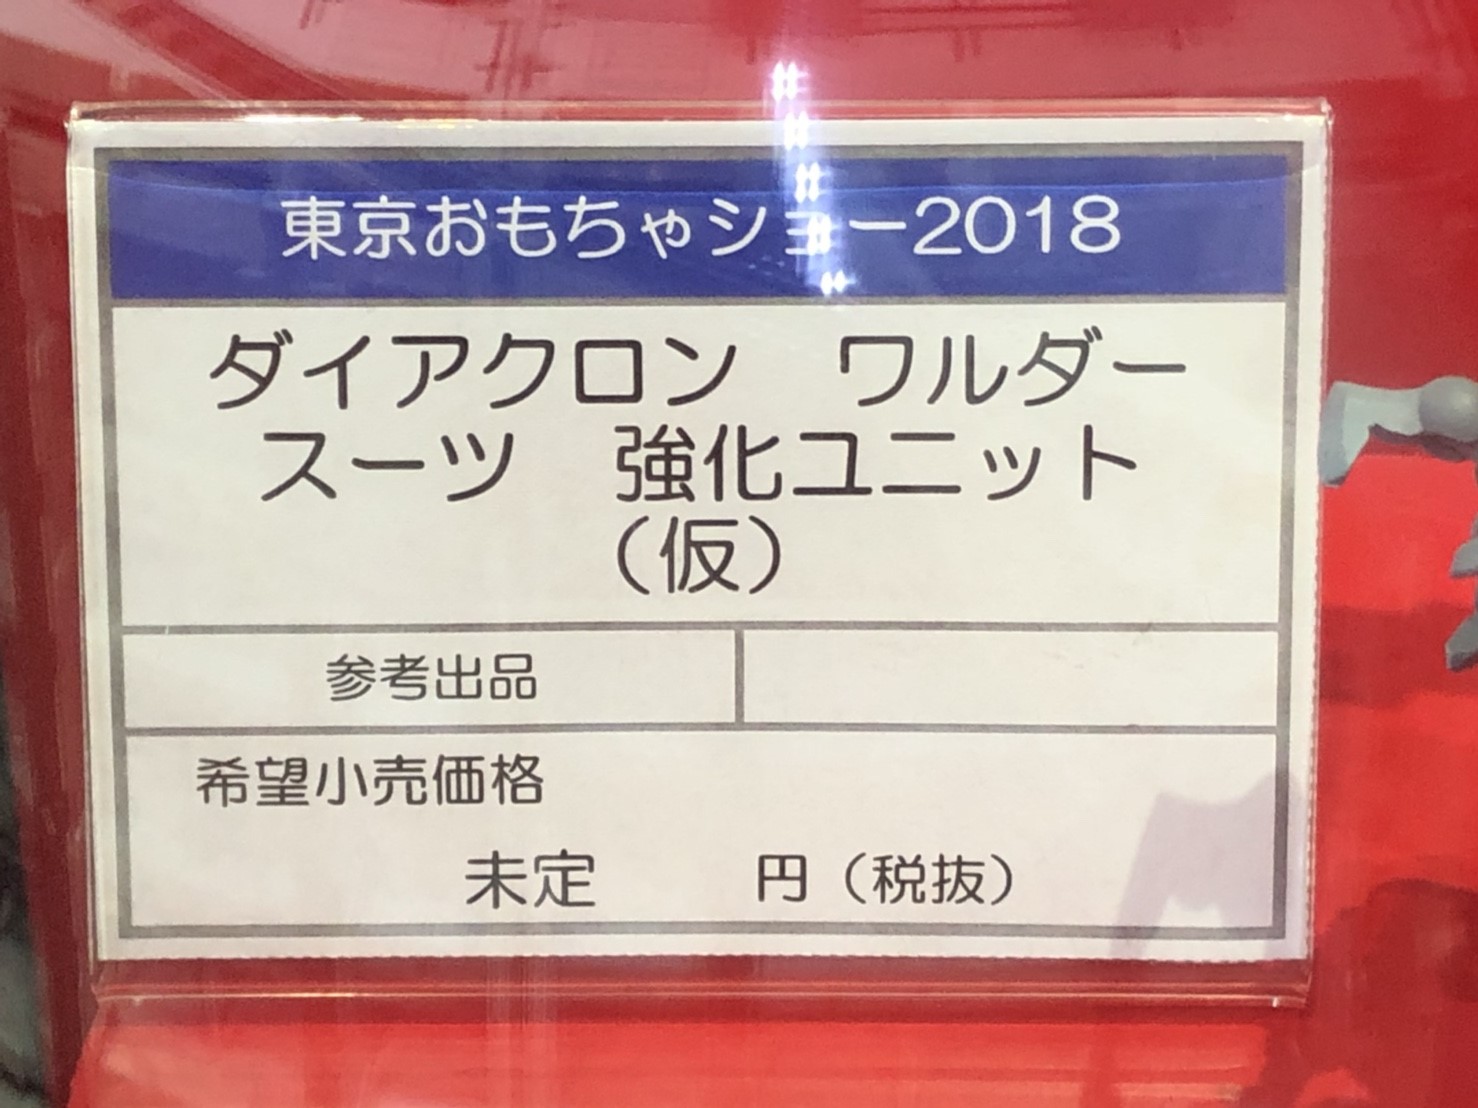 東京おもちゃショー2018
ダイアクロン　ワルダー
スーツ　強化ユニット
（仮）
参考出品
希望小売価格
未定　　　円（税抜）